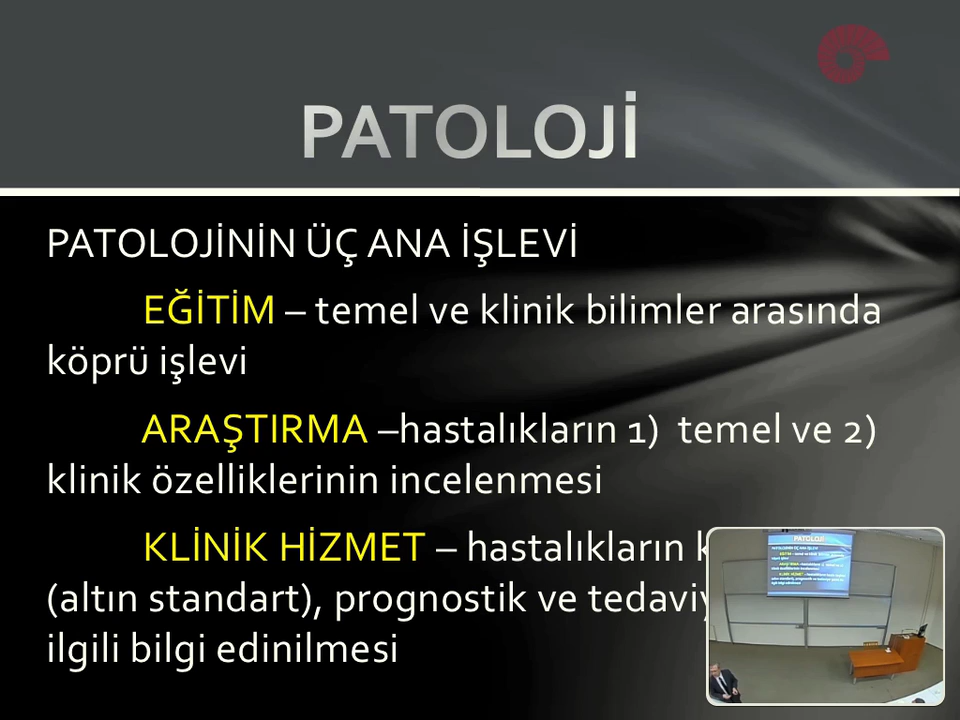 PATOLOJİ
PATOLOJİNİN ÜÇ ANA İŞLEVİ
EĞİTİM – temel ve klinik bilimler arasında
köprü işlevi
ARAŞTIRMA –hastalıkların 1) temel ve 2)
klinik özelliklerinin incelenmesi
KLİNİK HİZMET – hastalıkların
(altın standart), prognostik ve
ilgili bilgi edinilmesi
PATOLOJİ